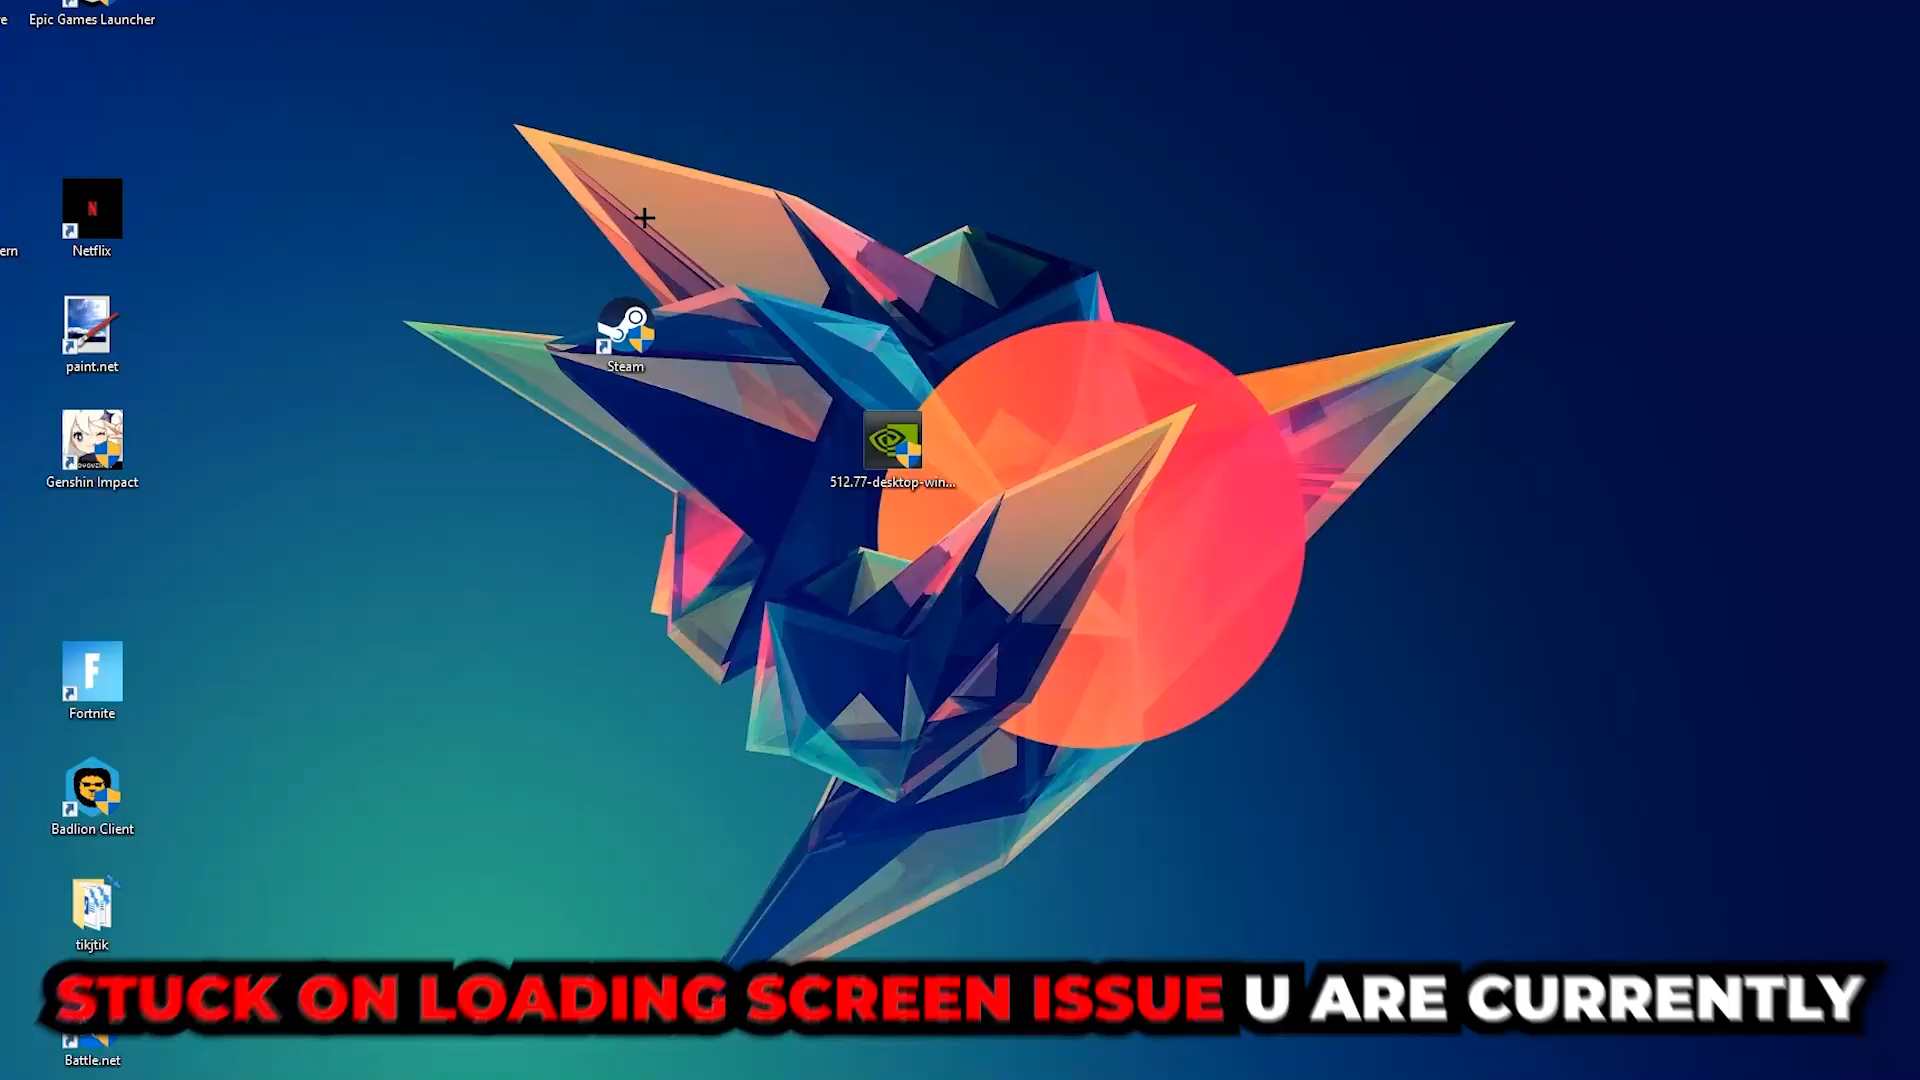 Epic Games Launcher
ern
Netflix
N
paint.net
Steam
Genshin Impact
512.77-desktop-win...
F
Fortnite
Badlion Client
tikjtik
STUCK ON LOADING SCREEN ISSUE U ARE CURRENTLY
Battle.net